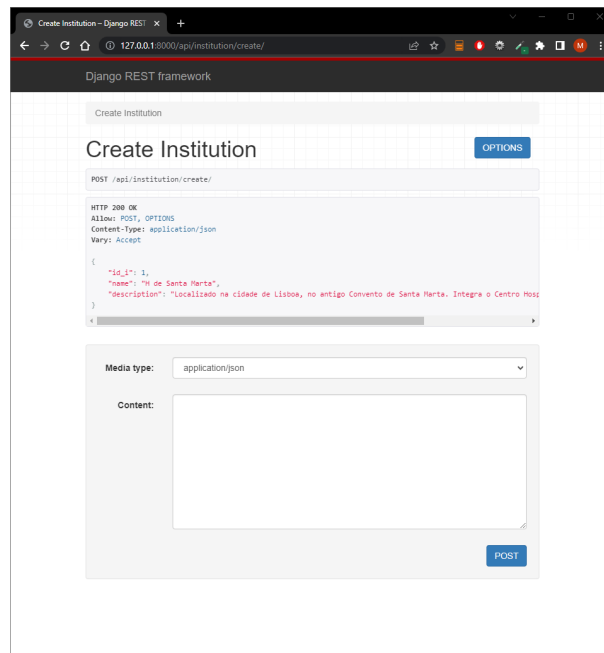 Create Institution – Django REST
127.0.0.1:8000/api/institution/create/
M
Django REST framework
Create Institution
Create Institution
OPTIONS
POST /api/institution/create/
HTTP 200 OK
Allow: POST, OPTIONS
Content-Type: application/json
Vary: Accept
{
"id_i": 1,
"name": "H de Santa Marta",
"description": "Localizado na cidade de Lisboa, no antigo Convento de Santa Marta. Integra o Centro Hosp
}
Media type:
application/json
Content:
POST